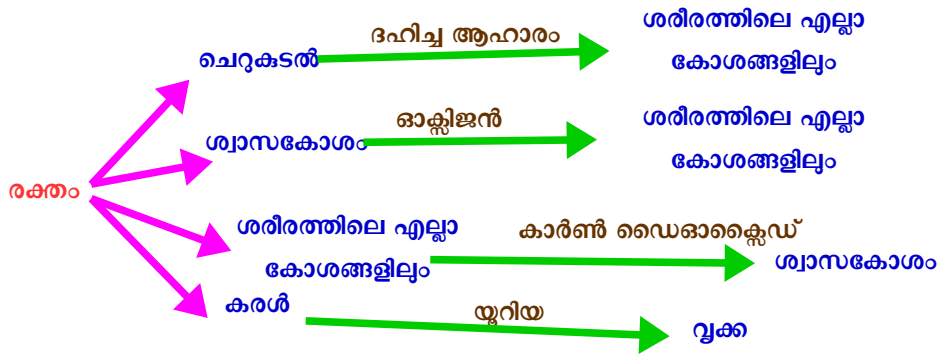 ദഹിച്ച ആഹാരം
ശരീരത്തിലെ എല്ലാ
കോശങ്ങളിലും
ചെറുകുടൽ
ഓക്സിജൻ
ശരീരത്തിലെ എല്ലാ
കോശങ്ങളിലും
ശ്വാസകോശം
രക്തം
ശരീരത്തിലെ എല്ലാ
കോശങ്ങളിലും
കാർൺ ഡൈഓക്സൈഡ്
ശ്വാസകോശം
കരൾ
യൂറിയ
വൃക്ക